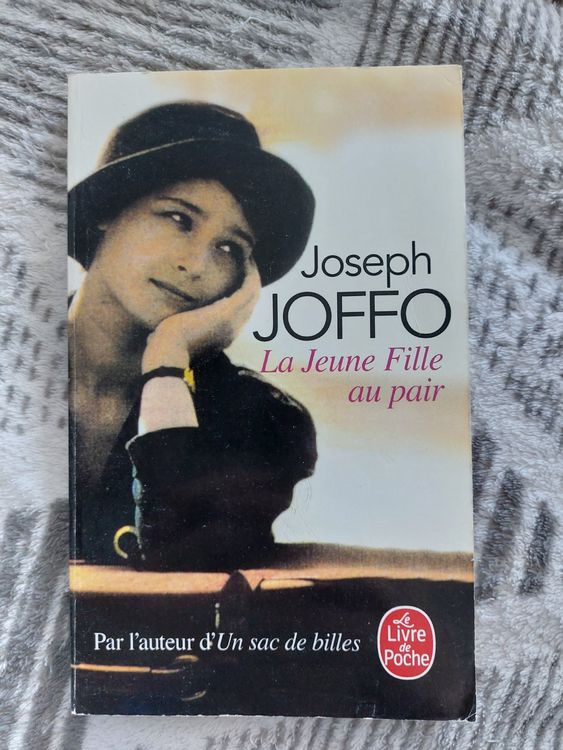 Joseph
JOFFO
La Jeune Fille
au pair
Par l'auteur d'Un sac de billes
Le
Livre
de
Poche